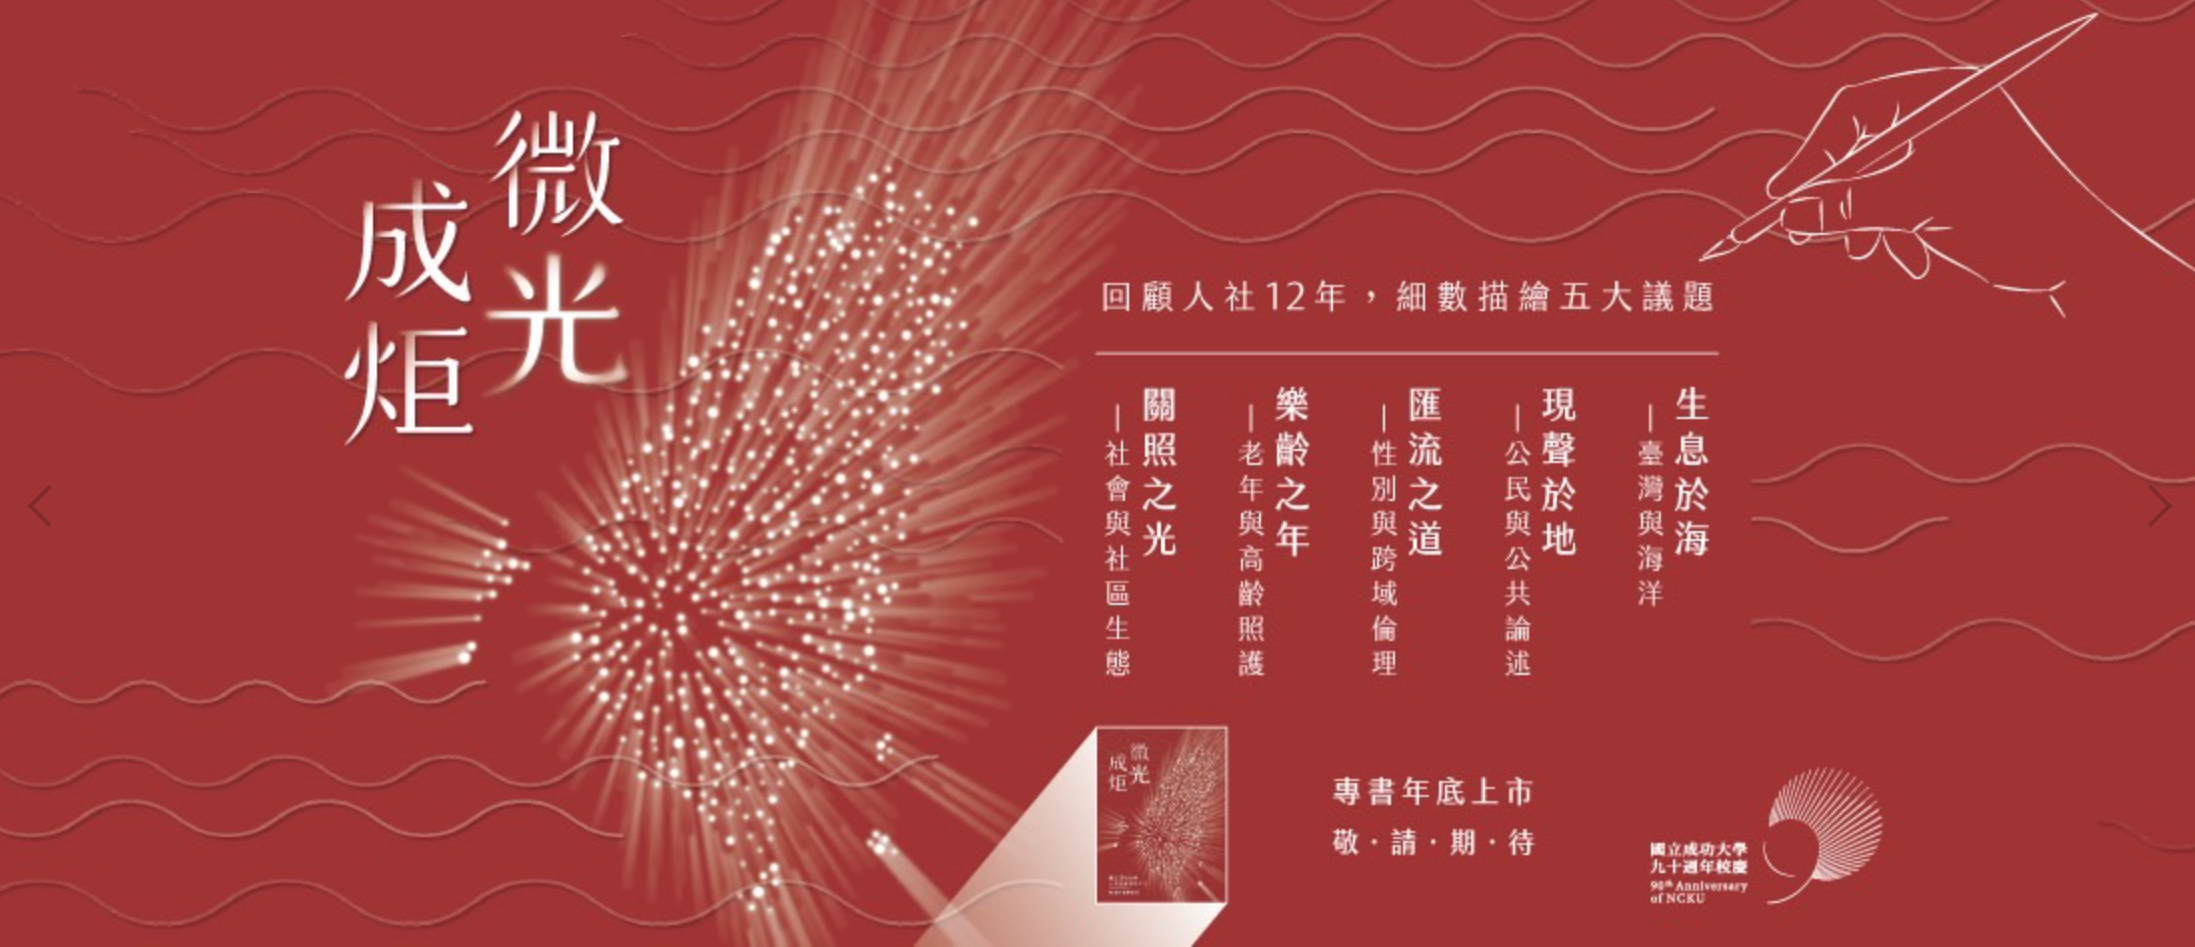 微光
成炬
回顧人社12年，細數描繪五大議題
生息於海
—臺灣與海洋
現聲於地
—公民與公共論述
匯流之道
—性別與跨域倫理
樂齡之年
—老年與高齡照護
關照之光
—社會與社區生態
微光
成炬
專書年底上市
敬・請・期・待
國立成功大學
九十週年校慶
90th Anniversary
of NCKU